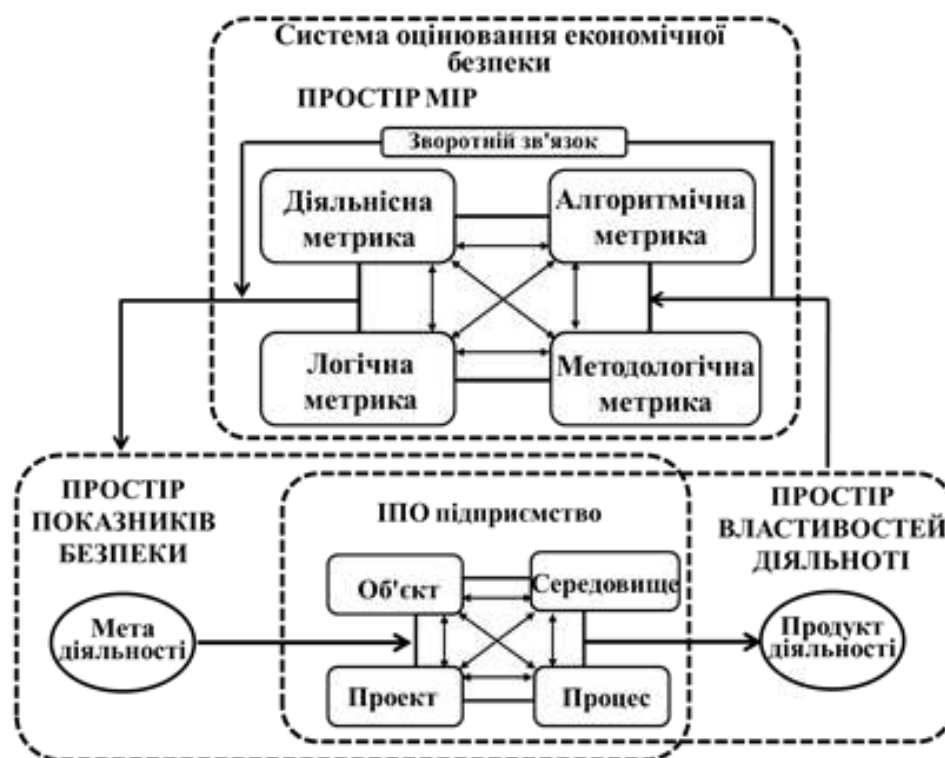 Система оцінювання економічної
безпеки
ПРОСТІР МІР
Зворотній зв'язок
Діяльнісна
метрика
Алгоритмічна
метрика
Логічна
метрика
Методологічна
метрика
ПРОСТІР
ПОКАЗНИКІВ
БЕЗПЕКИ
ІПО підприємство
ПРОСТІР
ВЛАСТИВОСТЕЙ
ДІЯЛЬНОТІ
Об'єкт
Середовище
Мета
діяльності
Продукт
діяльності
Проект
Процес